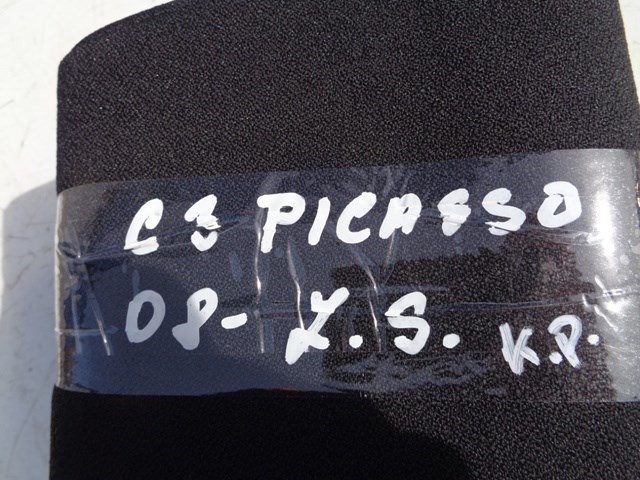 C3 PICASSO
08- Z.S. K.P.